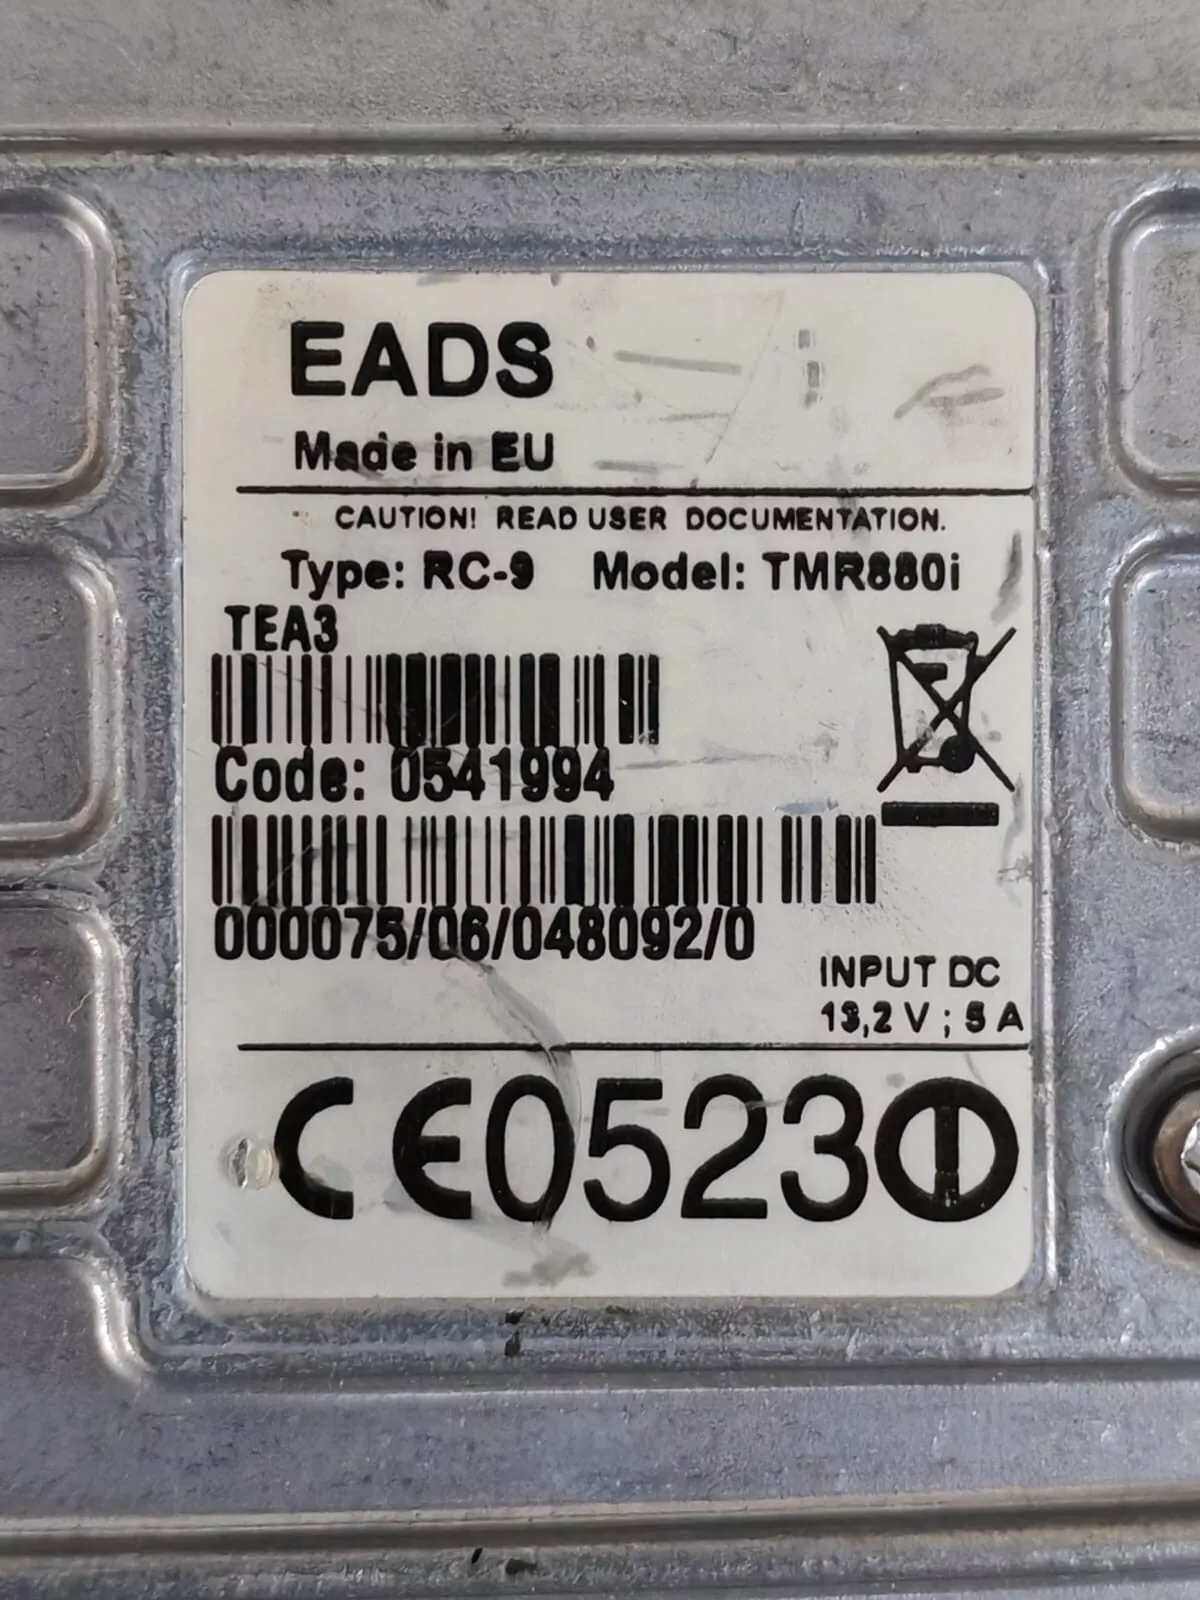 EADS
Made in EU
CAUTION! READ USER DOCUMENTATION.
Type: RC-9 Model: TMR880i
TEA3
Code: 0541994
000075/06/048092/0
INPUT DC
13,2 V ; 5 A
CE0523